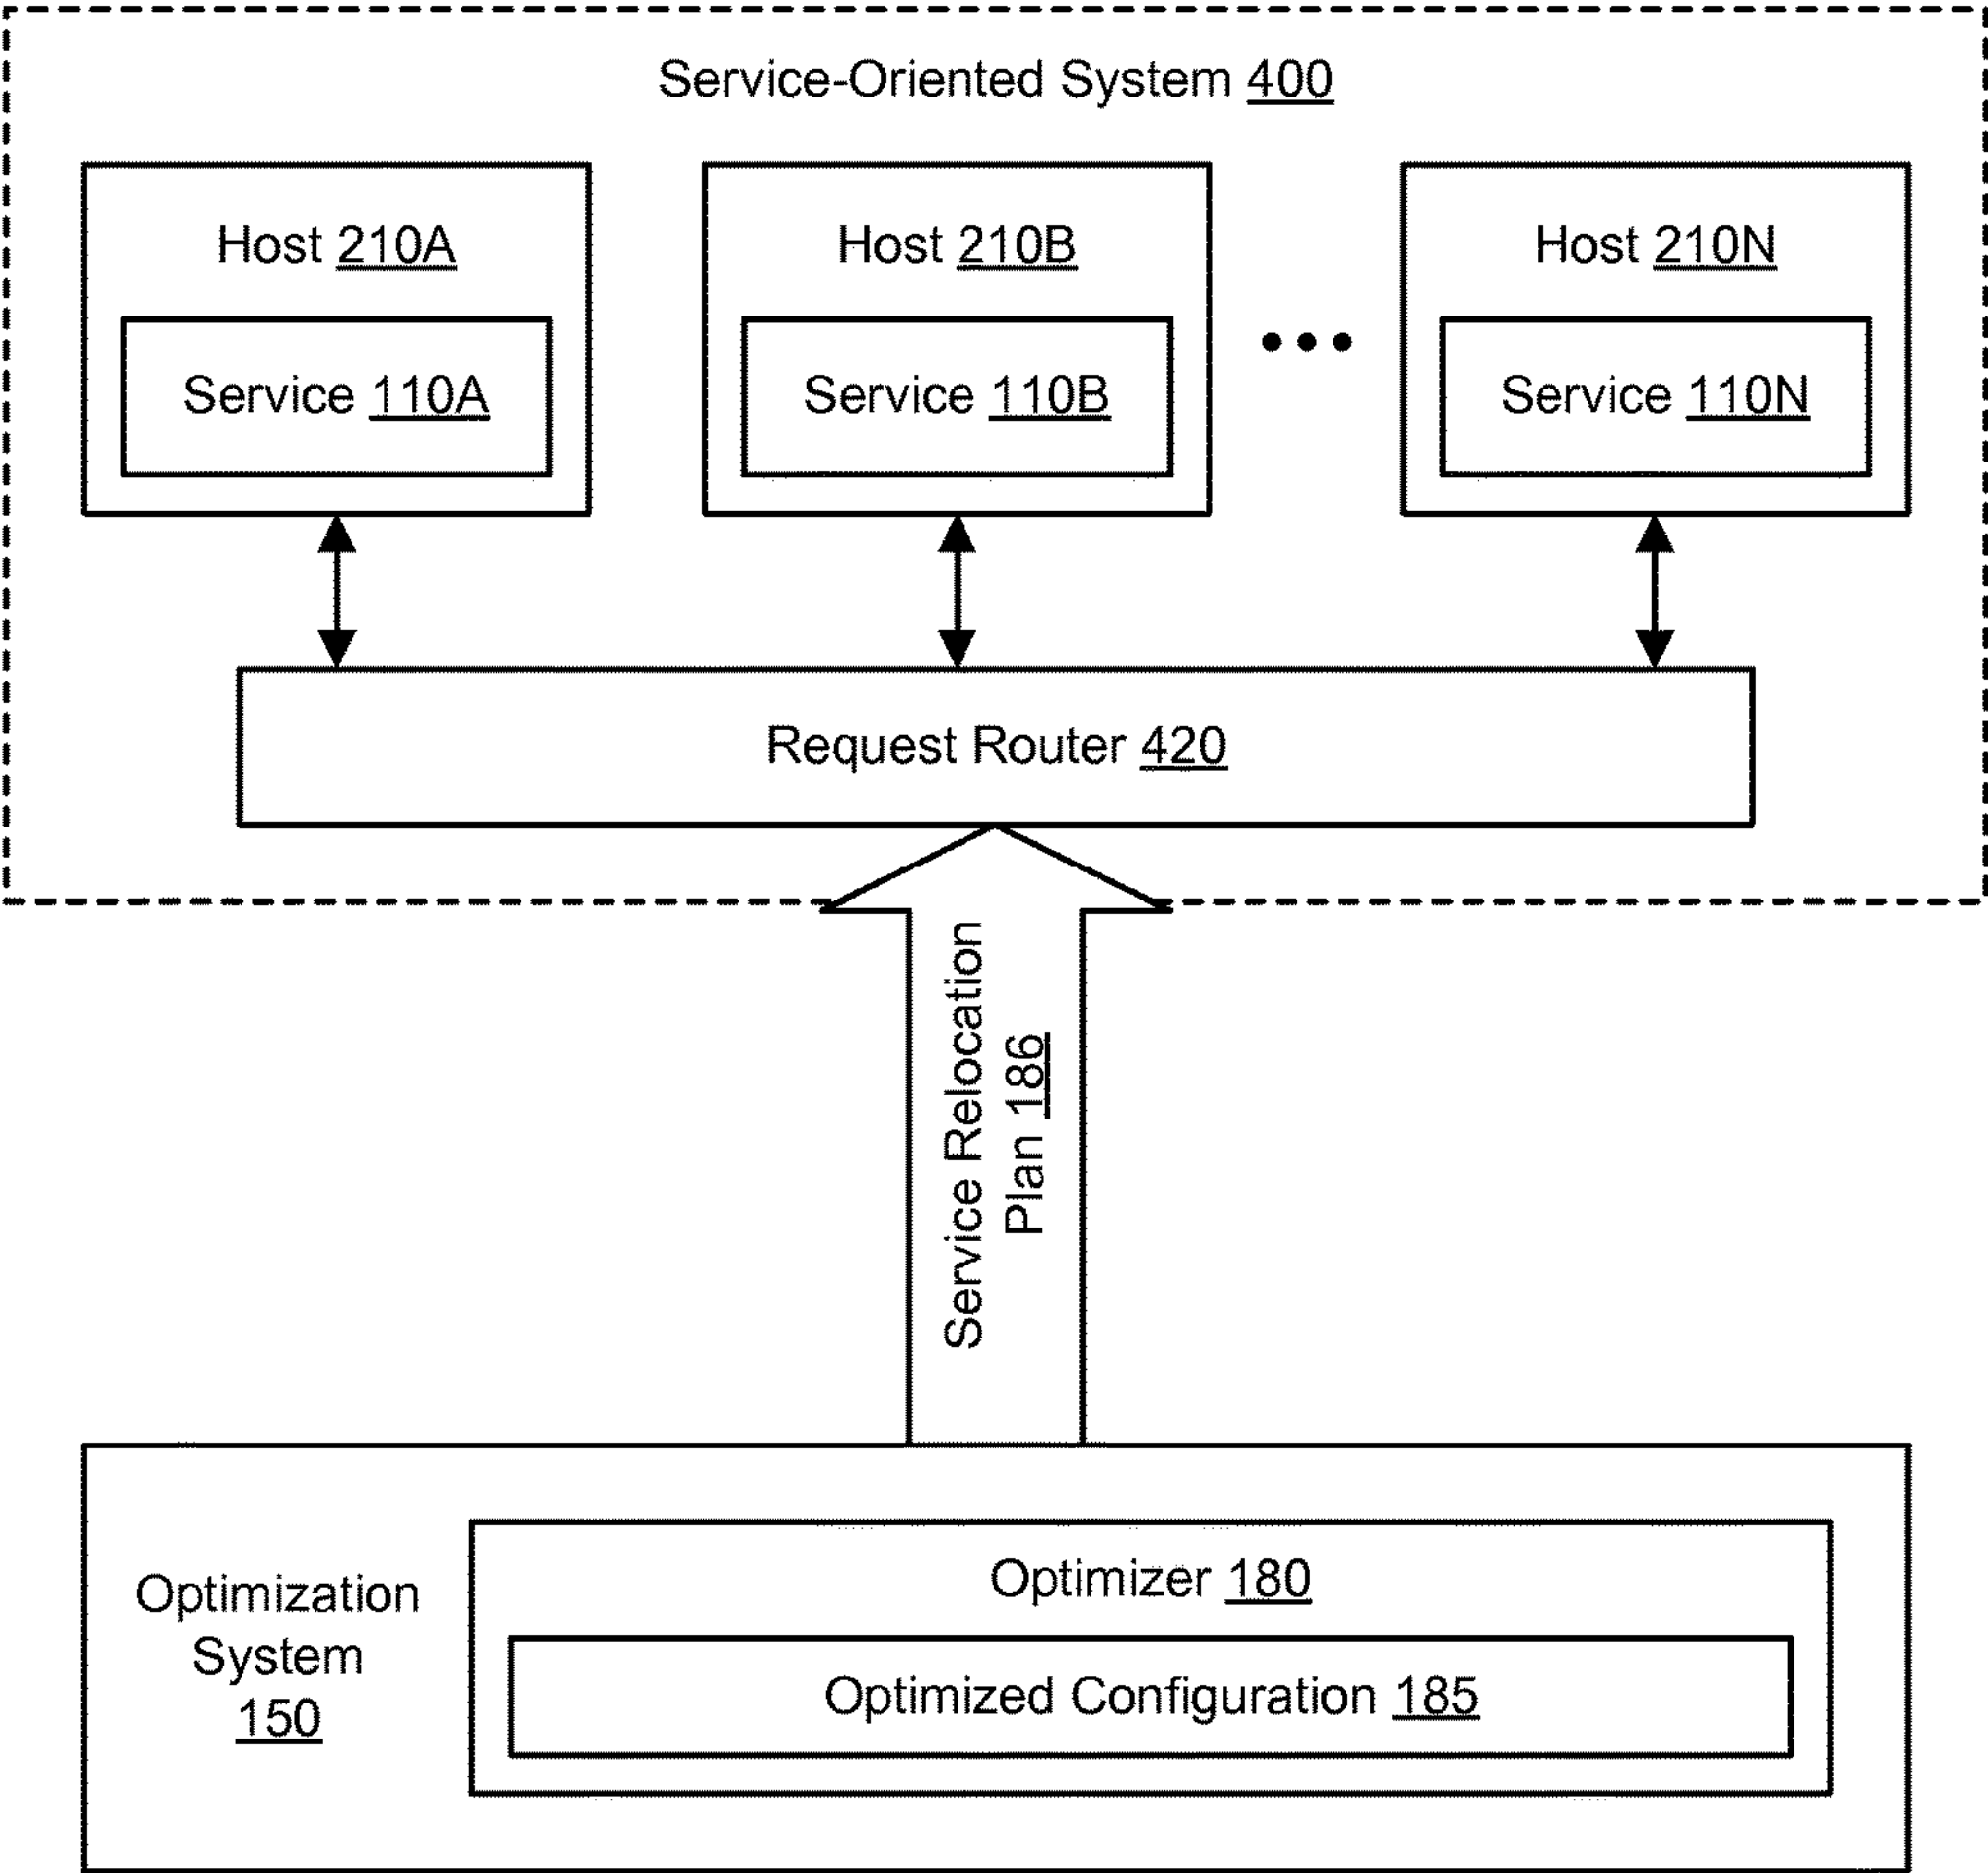 Service-Oriented System 400
Host 210A
Service 110A
Host 210B
Service 110B
Host 210N
Service 110N
Request Router 420
Service Relocation
Plan 186
Optimization
System
150
Optimizer 180
Optimized Configuration 185